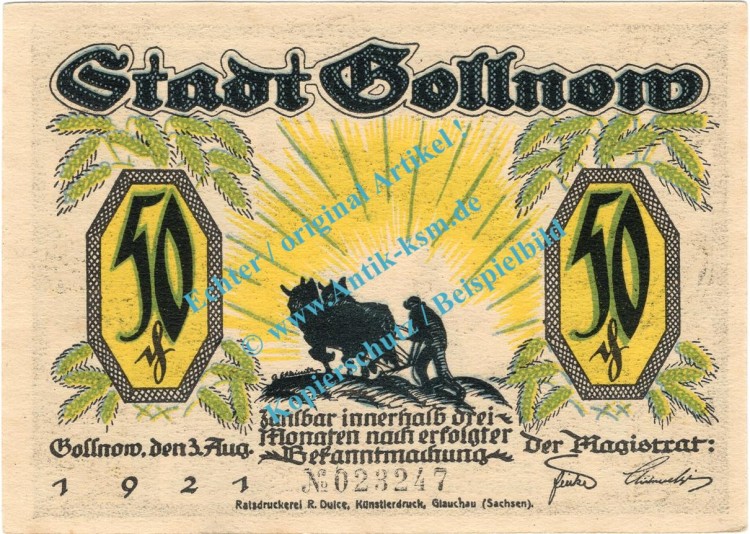 Stadt Gollnow
50 50
₰ ₰
Echter / original Artikel !
© www.Antik-ksm.de
Kopierschutz / Beispielbild
zahlbar innerhalb drei
Monaten nach erfolgter
Bekanntmachung
Gollnow, den 3. Aug.
1921
Der Magistrat:
№ 023247
Ratsdruckerei R. Dulce, Künstlerdruck, Glauchau (Sachsen).